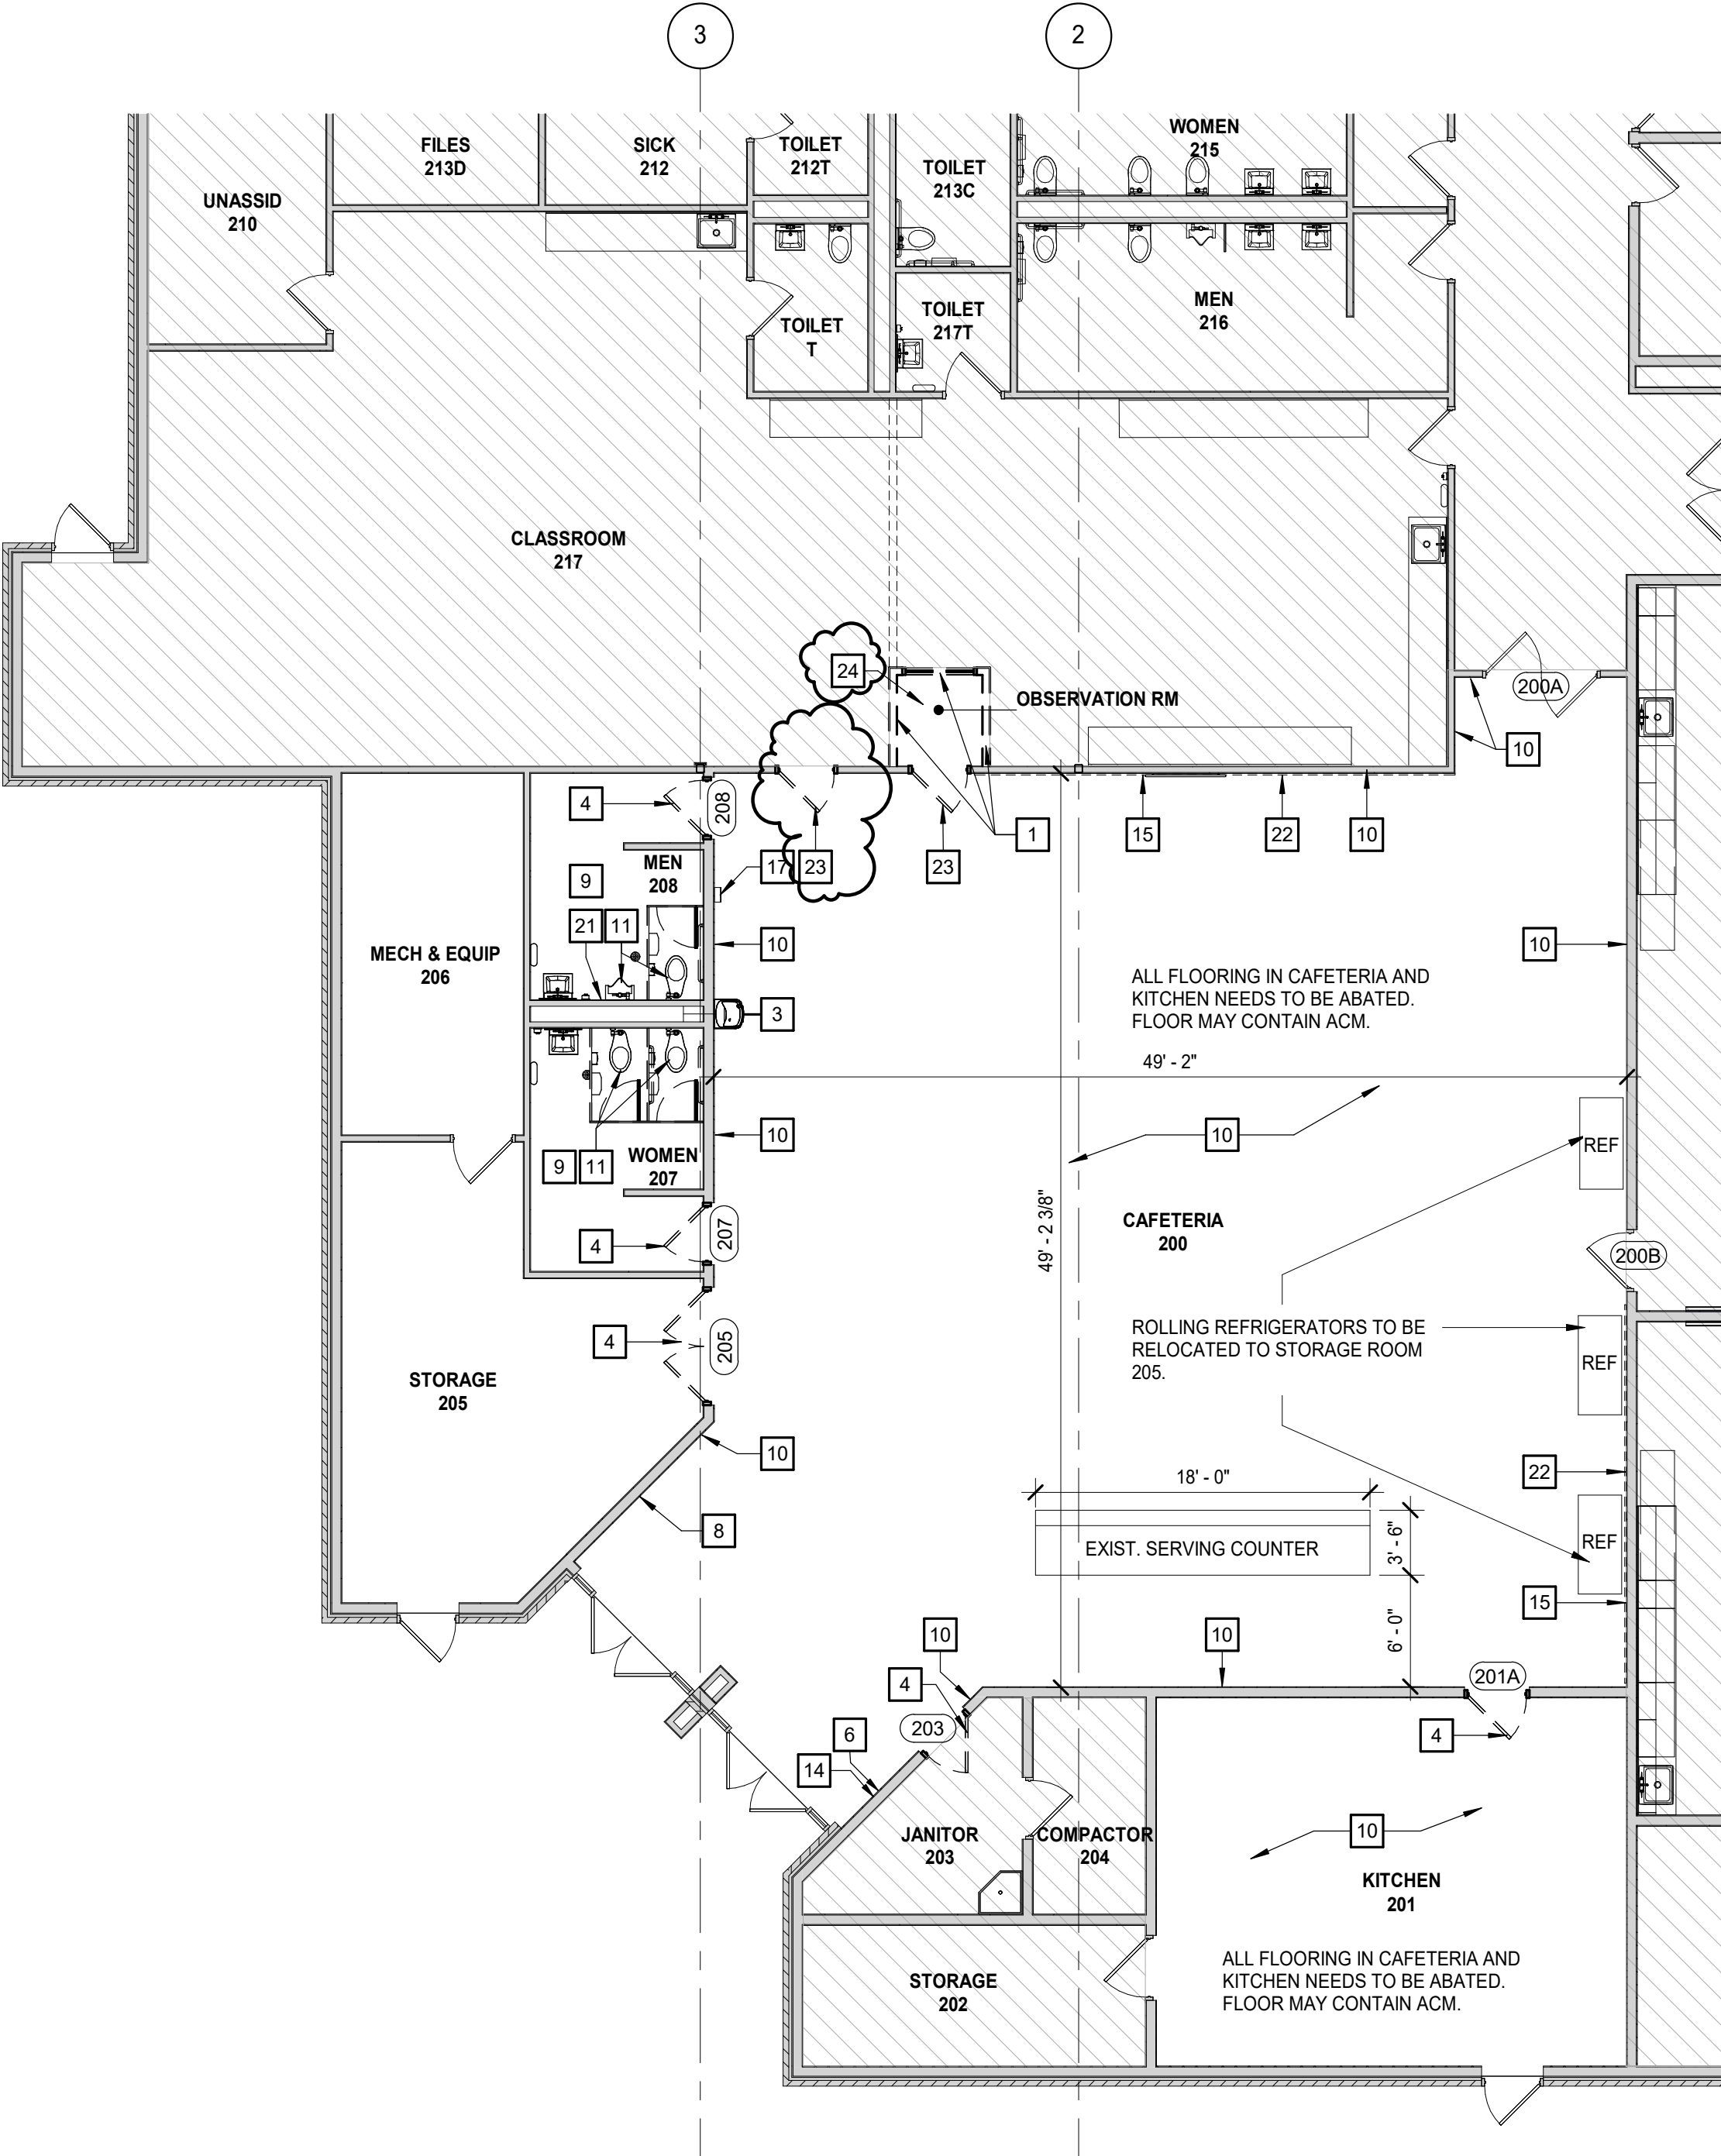 3
2
FILES
213D
SICK
212
TOILET
212T
TOILET
213C
WOMEN
215
UNASSID
210
TOILET
T
TOILET
217T
MEN
216
CLASSROOM
217
24
OBSERVATION RM
200A
10
4
208
1
15
22
10
MEN
208
17
23
23
9
21
11
10
10
MECH & EQUIP
206
ALL FLOORING IN CAFETERIA AND
KITCHEN NEEDS TO BE ABATED.
FLOOR MAY CONTAIN ACM.
3
49' - 2"
10
10
REF
WOMEN
207
9
11
49' - 2 3/8"
CAFETERIA
200
4
207
200B
4
205
ROLLING REFRIGERATORS TO BE
RELOCATED TO STORAGE ROOM
205.
REF
STORAGE
205
10
22
18' - 0"
8
EXIST. SERVING COUNTER
3' - 6"
REF
15
6' - 0"
10
10
4
201A
203
6
4
14
JANITOR
203
COMPACTOR
204
10
KITCHEN
201
STORAGE
202
ALL FLOORING IN CAFETERIA AND
KITCHEN NEEDS TO BE ABATED.
FLOOR MAY CONTAIN ACM.